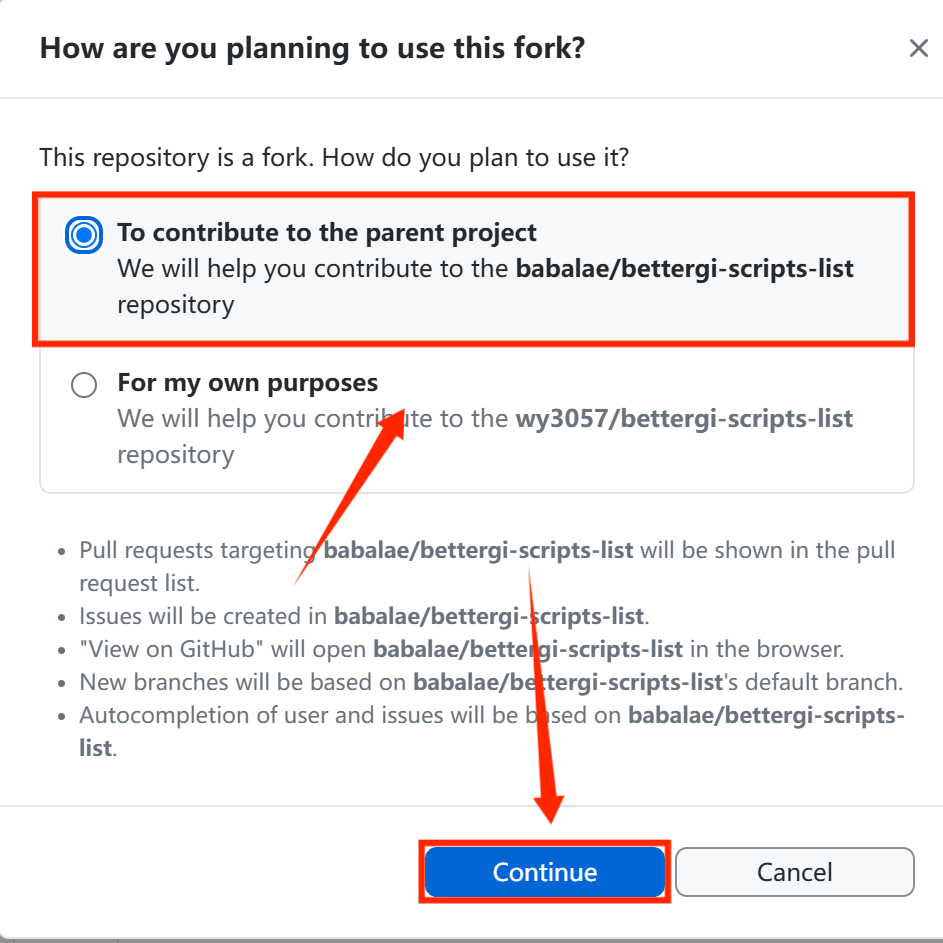 How are you planning to use this fork?
This repository is a fork. How do you plan to use it?
To contribute to the parent project
We will help you contribute to the babalae/bettergi-scripts-list
repository
For my own purposes
We will help you contribute to the wy3057/bettergi-scripts-list
repository
• Pull requests targeting babalae/bettergi-scripts-list will be shown in the pull
request list.
• Issues will be created in babalae/bettergi-scripts-list.
• "View on GitHub" will open babalae/bettergi-scripts-list in the browser.
• New branches will be based on babalae/bettergi-scripts-list's default branch.
• Autocompletion of user and issues will be based on babalae/bettergi-scripts-
list.
Continue
Cancel